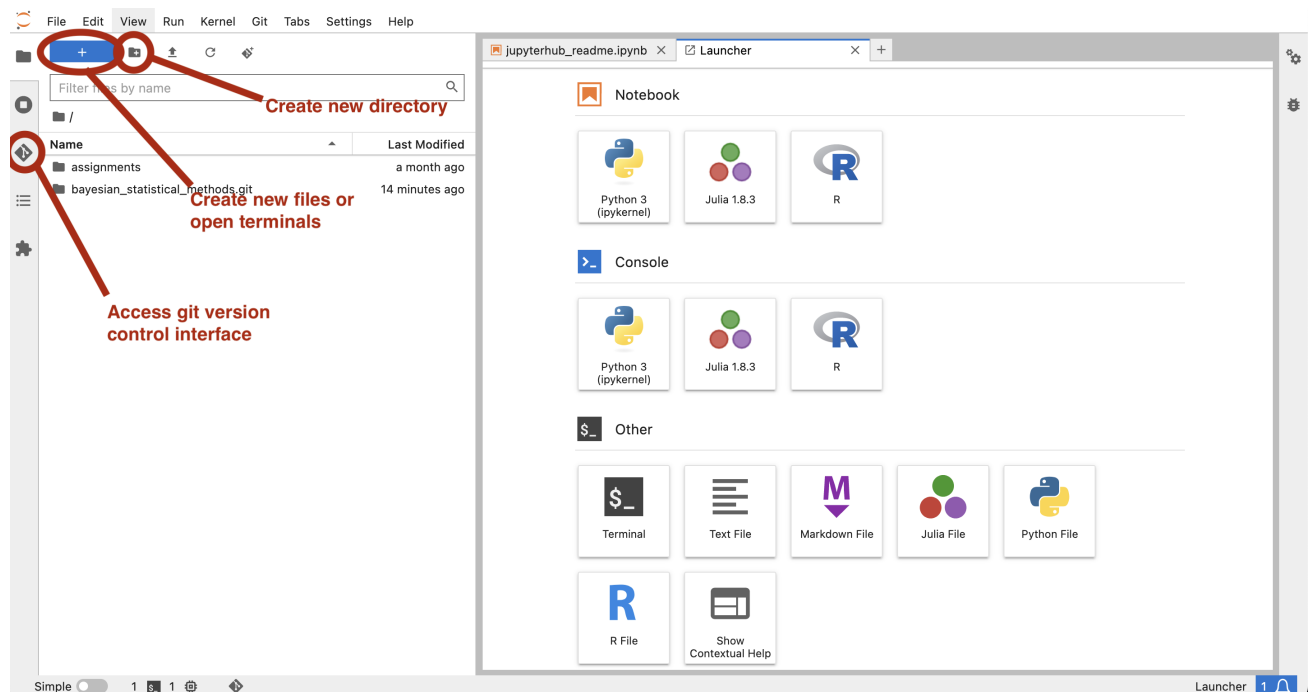 File Edit View Run Kernel Git Tabs Settings Help
+
jupyterhub_readme.ipynb ×
Launcher ×
+
Filter files by name
Create new directory
/
Name Last Modified
assignments a month ago
bayesian_statistical_methods.git 14 minutes ago
Create new files or
open terminals
Access git version
control interface
Notebook
Python 3
(ipykernel)
Julia 1.8.3
R
R
>_ Console
Python 3
(ipykernel)
Julia 1.8.3
R
R
$_ Other
$_
Terminal
Text File
M
Markdown File
Julia File
Python File
R
R File
Show
Contextual Help
Simple 1 $_ 1
Launcher 1